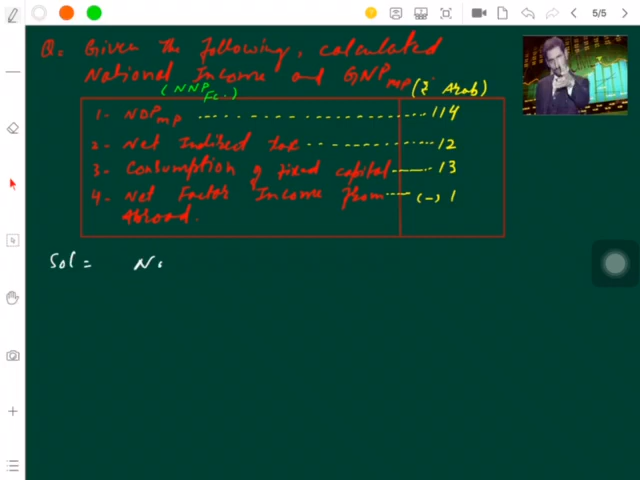 5/5
Q= Given the following, calculated
National Income and GNPMP (₹ Arab)
(NNPFC.)
1- NDPMP ........................ 114
2- Net Indirect tax ............ 12
3- Consumption of fixed capital ...... 13
4- Net Factor Income from ..... (-) 1
Abroad.
Sol = N